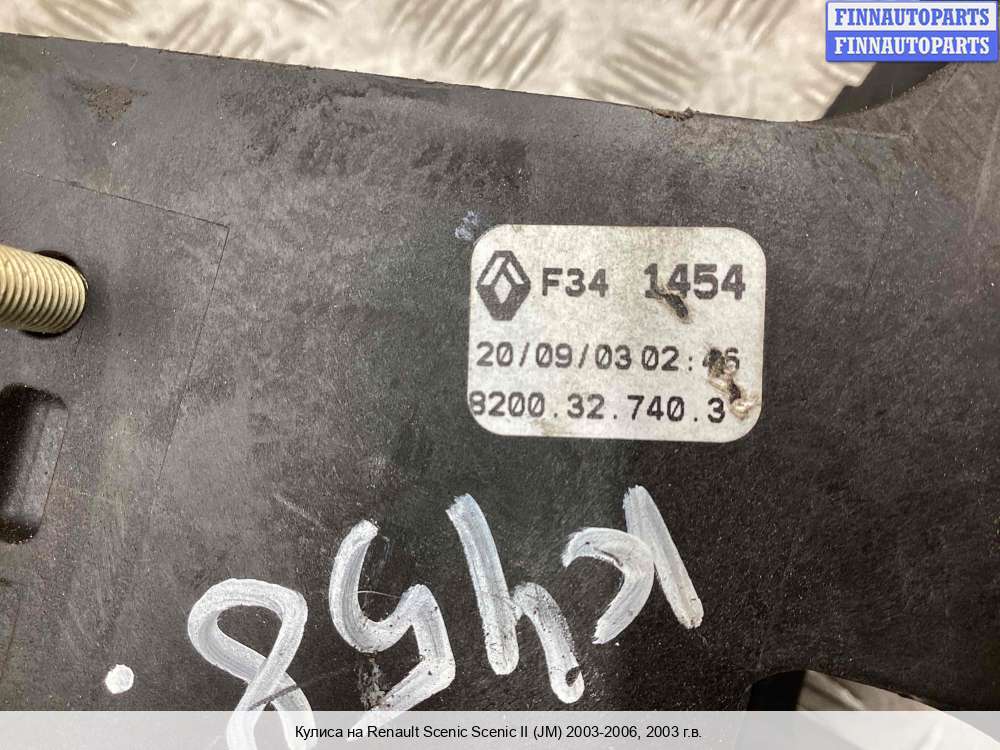 FINNAUTOPARTS
FINNAUTOPARTS
F34 1454
20/09/03 02:46
8200.32.740.3
K458.
Кулиса на Renault Scenic Scenic II (JM) 2003-2006, 2003 г.в.